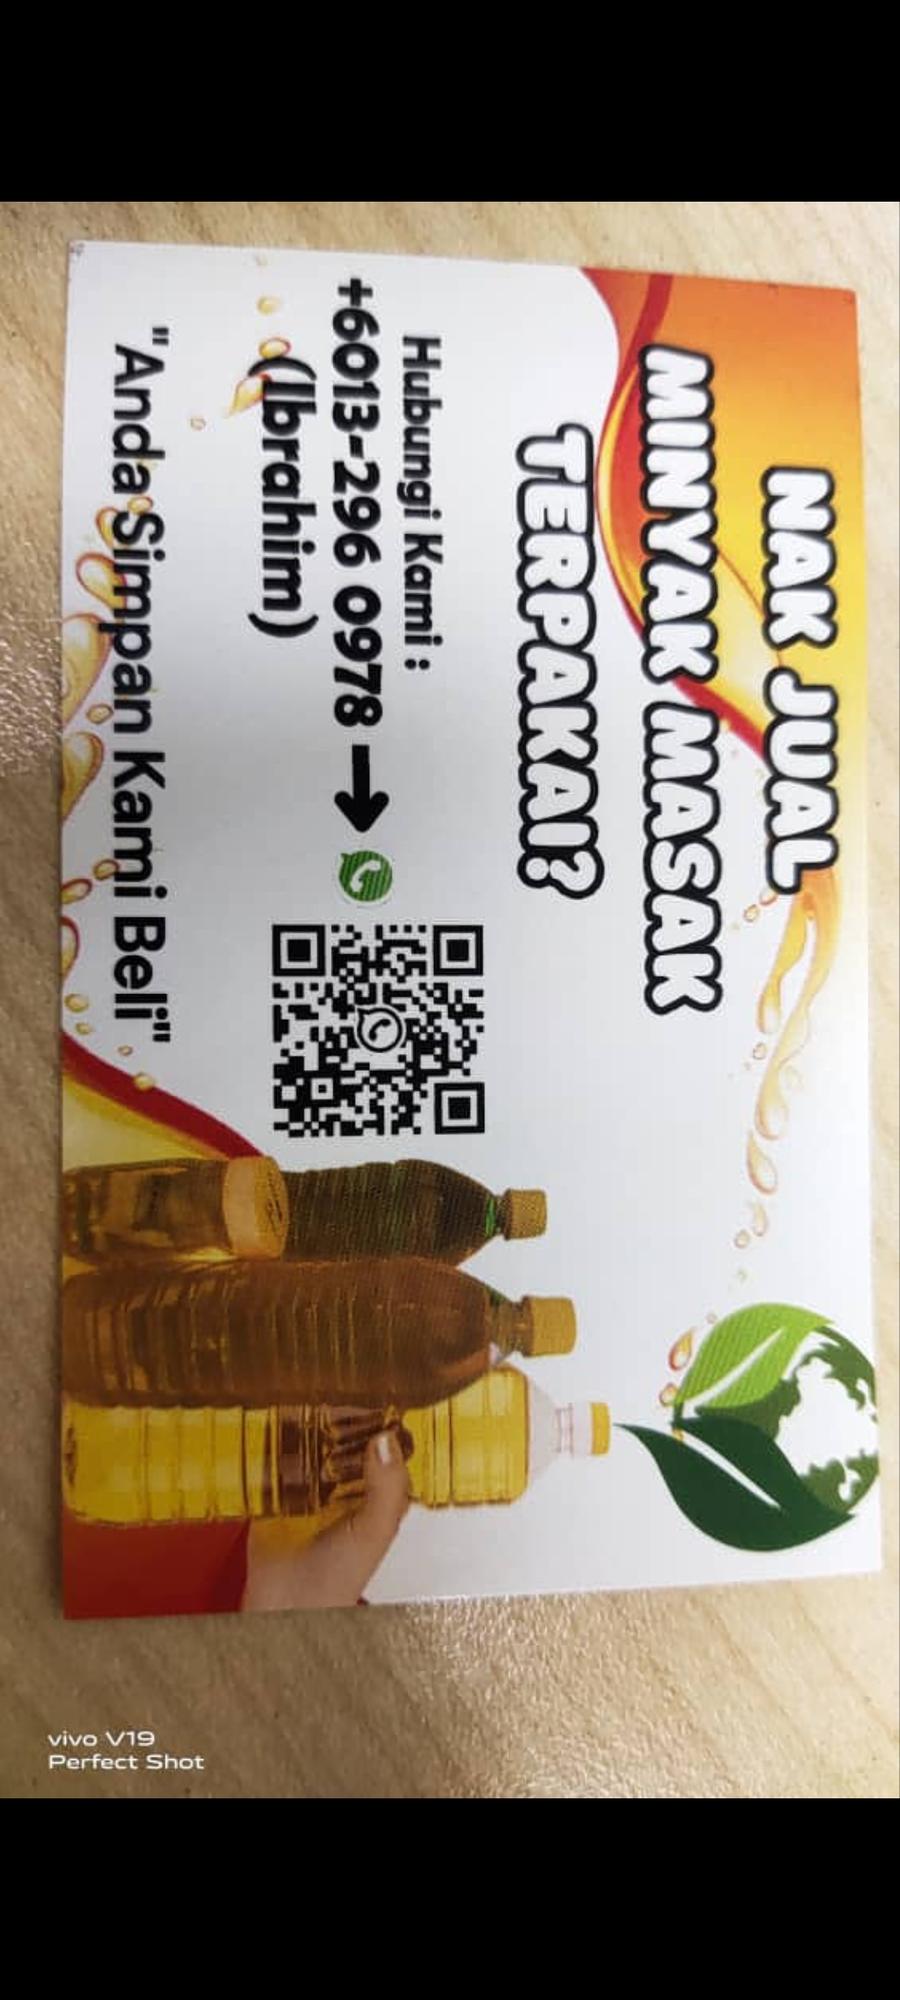 NAK JUAL
MINYAK MASAK
TERPAKAI?
Hubungi Kami :
+6013-296 0978
(Ibrahim)
"Anda Simpan Kami Beli"
vivo V19
Perfect Shot